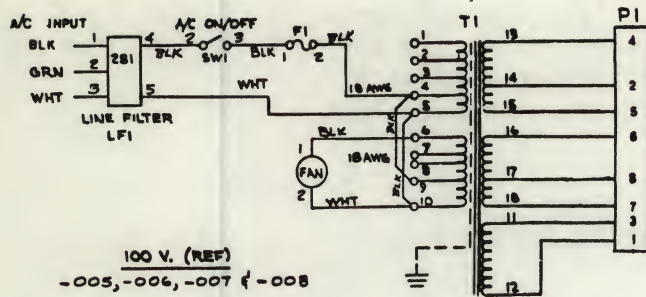 A/C INPUT
BLK 1
GRN 2
WHT 3
2S1
4
5
LINE FILTER
LF1
A/C ON/OFF
BLK 2 3
SW1
BLK
F1
1 2
WHT
18 AWG
T1
1
2
3
4
5
BLK
6
7
8
9
10
BLK
BLK
18 AWG
1
FAN
2
WHT
13
14
15
16
17
18
11
12
P1
4
2
5
6
8
7
3
1
100 V. (REF)
-005, -006, -007 & -008